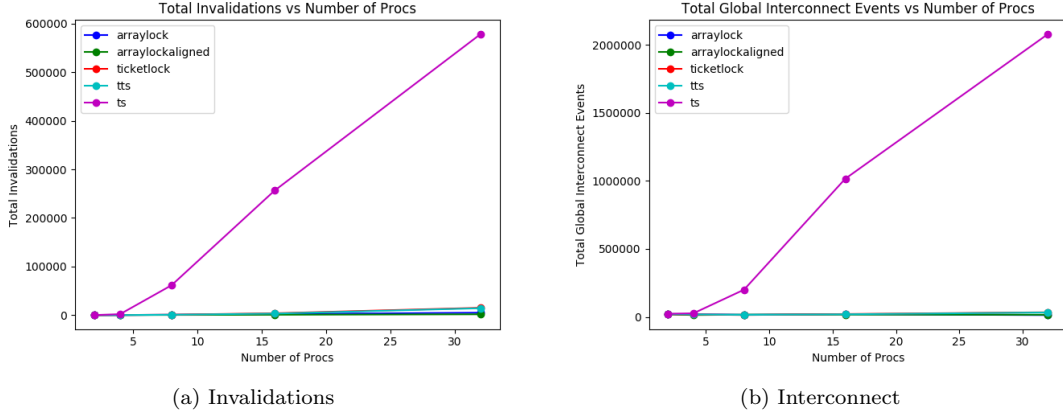 Total Invalidations vs Number of Procs
600000
500000
400000
300000
200000
100000
0
Total Invalidations
arraylock
arraylockaligned
ticketlock
tts
ts
5
10
15
20
25
30
Number of Procs
(a) Invalidations
Total Global Interconnect Events vs Number of Procs
2000000
1500000
1000000
500000
0
Total Global Interconnect Events
arraylock
arraylockaligned
ticketlock
tts
ts
5
10
15
20
25
30
Number of Procs
(b) Interconnect